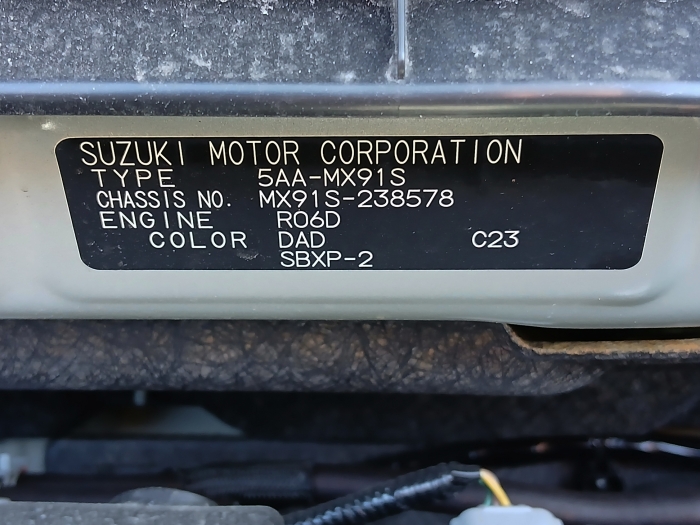 SUZUKI MOTOR CORPORATION
TYPE 5AA-MX91S
CHASSIS NO. MX91S-238578
ENGINE R06D
COLOR DAD C23
SBXP-2